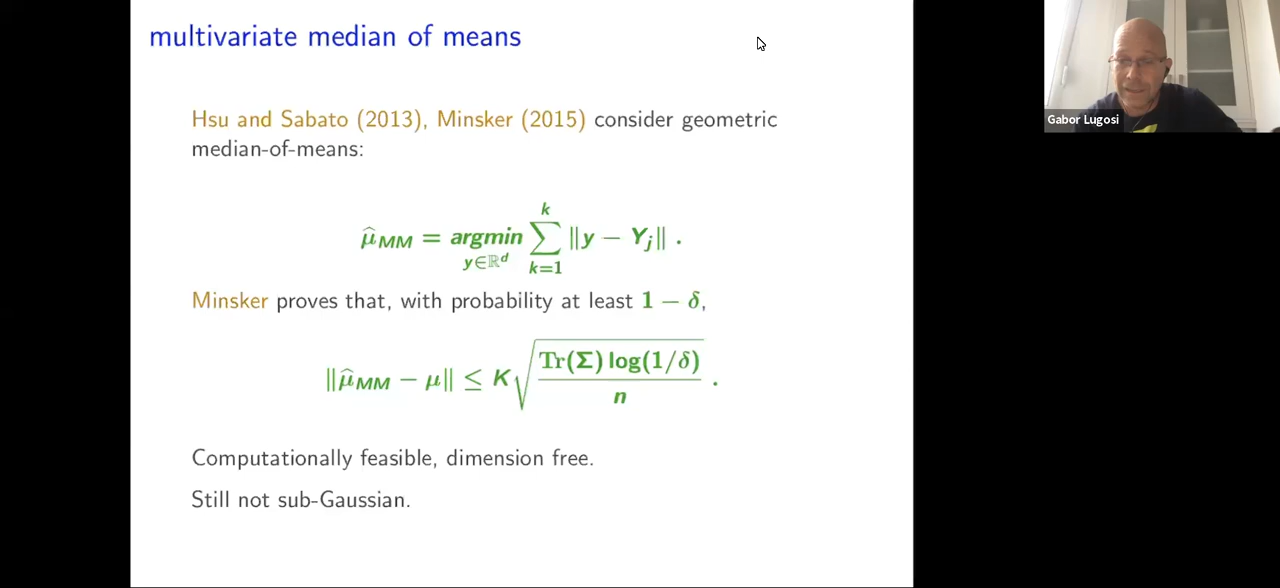 multivariate median of means
Hsu and Sabato (2013), Minsker (2015) consider geometric
median-of-means:
k
μ̂_MM = argmin ∑ ‖y − Y_j‖ .
y∈ℝ^d k=1
Minsker proves that, with probability at least 1 − δ,
‖μ̂_MM − μ‖ ≤ K√(Tr(Σ) log(1/δ) / n) .
Computationally feasible, dimension free.
Still not sub-Gaussian.
Gabor Lugosi